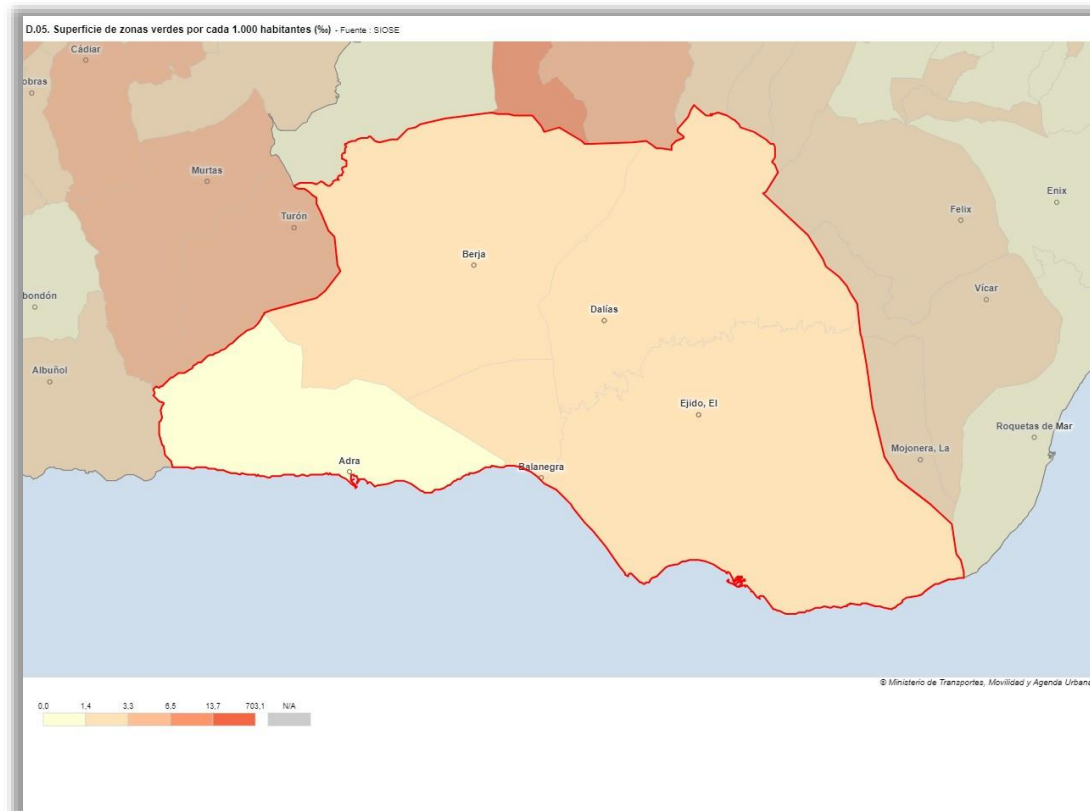 D.05. Superficie de zonas verdes por cada 1.000 habitantes (‰) - Fuente : SIOSE
Cádiar
obras
Murtas
Turón
Enix
Felix
Berja
Vícar
bondón
Dalías
Albuñol
Ejido, El
Roquetas de Mar
Mojonera, La
Adra
Balanegra
© Ministerio de Transportes, Movilidad y Agenda Urbana
0,0 1,4 3,3 6,5 13,7 703,1 N/A